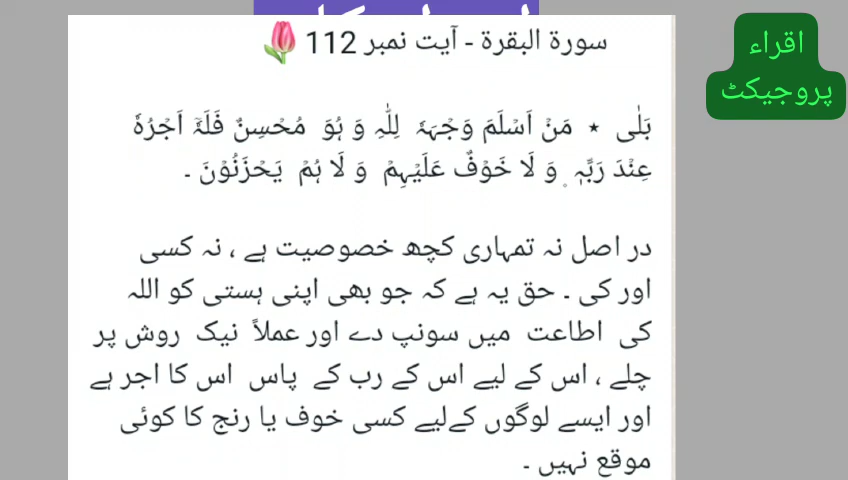 اقراء
پروجیکٹ
سورة البقرة - آیت نمبر 112
بَلٰی ٭ مَنۡ اَسۡلَمَ وَجۡہَہٗ لِلّٰہِ وَ ہُوَ مُحۡسِنٌ فَلَہٗۤ اَجۡرُہٗ
عِنۡدَ رَبِّہٖ ۪ وَ لَا خَوۡفٌ عَلَیۡہِمۡ وَ لَا ہُمۡ یَحۡزَنُوۡنَ ۔
در اصل نہ تمہاری کچھ خصوصیت ہے ، نہ کسی
اور کی ۔ حق یہ ہے کہ جو بھی اپنی ہستی کو اللہ
کی اطاعت میں سونپ دے اور عملاً نیک روش پر
چلے ، اس کے لیے اس کے رب کے پاس اس کا اجر ہے
اور ایسے لوگوں کےلیے کسی خوف یا رنج کا کوئی
موقع نہیں ۔